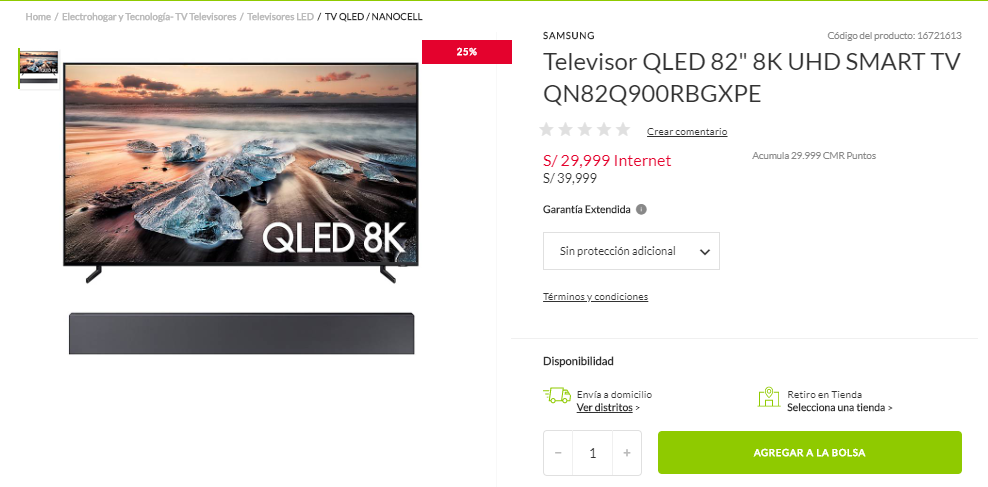 Home / Electrohogar y Tecnología- TV Televisores / Televisores LED / TV QLED / NANOCELL
25%
QLED 8K
SAMSUNG
Código del producto: 16721613
Televisor QLED 82" 8K UHD SMART TV
QN82Q900RBGXPE
Crear comentario
S/ 29,999 Internet
Acumula 29.999 CMR Puntos
S/ 39,999
Garantía Extendida
Sin protección adicional
Términos y condiciones
Disponibilidad
Envía a domicilio
Ver distritos >
Retiro en Tienda
Selecciona una tienda >
− 1 +
AGREGAR A LA BOLSA